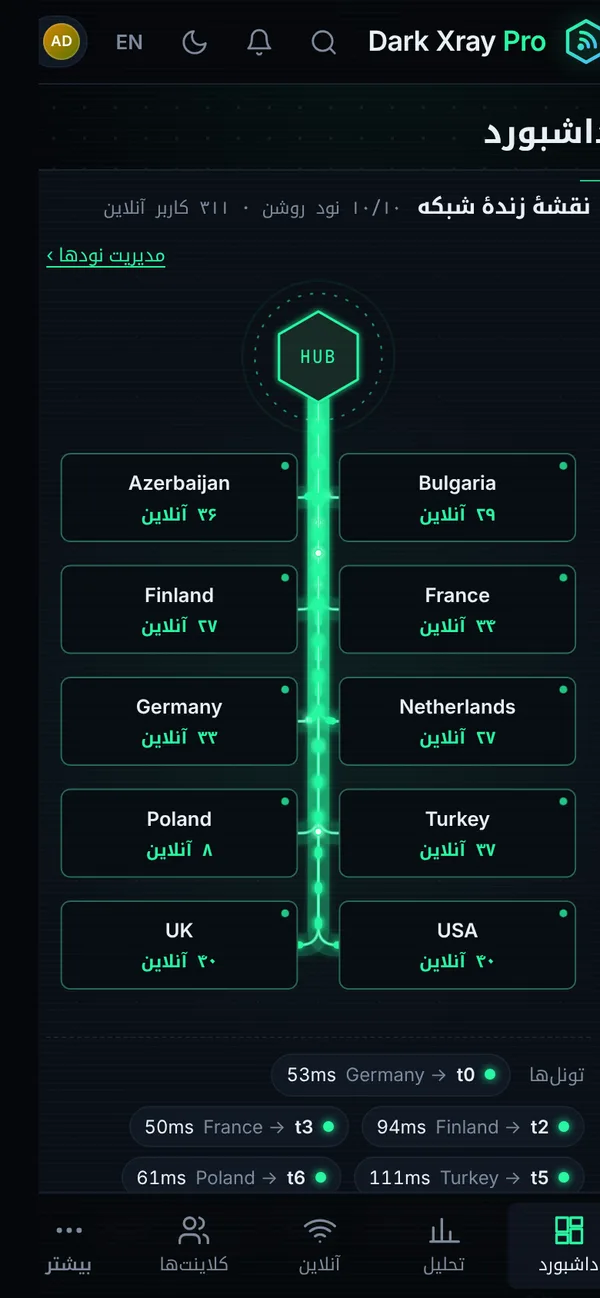 Dark Xray Pro
EN
AD
داشبورد
نقشهٔ زندهٔ شبکه ۱۰/۱۰ نود روشن · ۳۱۱ کاربر آنلاین
مدیریت نودها ‹
HUB
Azerbaijan
۳۶ آنلاین
Bulgaria
۲۹ آنلاین
Finland
۲۷ آنلاین
France
۳۴ آنلاین
Germany
۳۳ آنلاین
Netherlands
۲۷ آنلاین
Poland
۸ آنلاین
Turkey
۳۷ آنلاین
UK
۴۰ آنلاین
USA
۴۰ آنلاین
تونل‌ها
53ms Germany → t0
94ms Finland → t2
50ms France → t3
111ms Turkey → t5
61ms Poland → t6
داشبورد
تحلیل
آنلاین
کلاینت‌ها
بیشتر